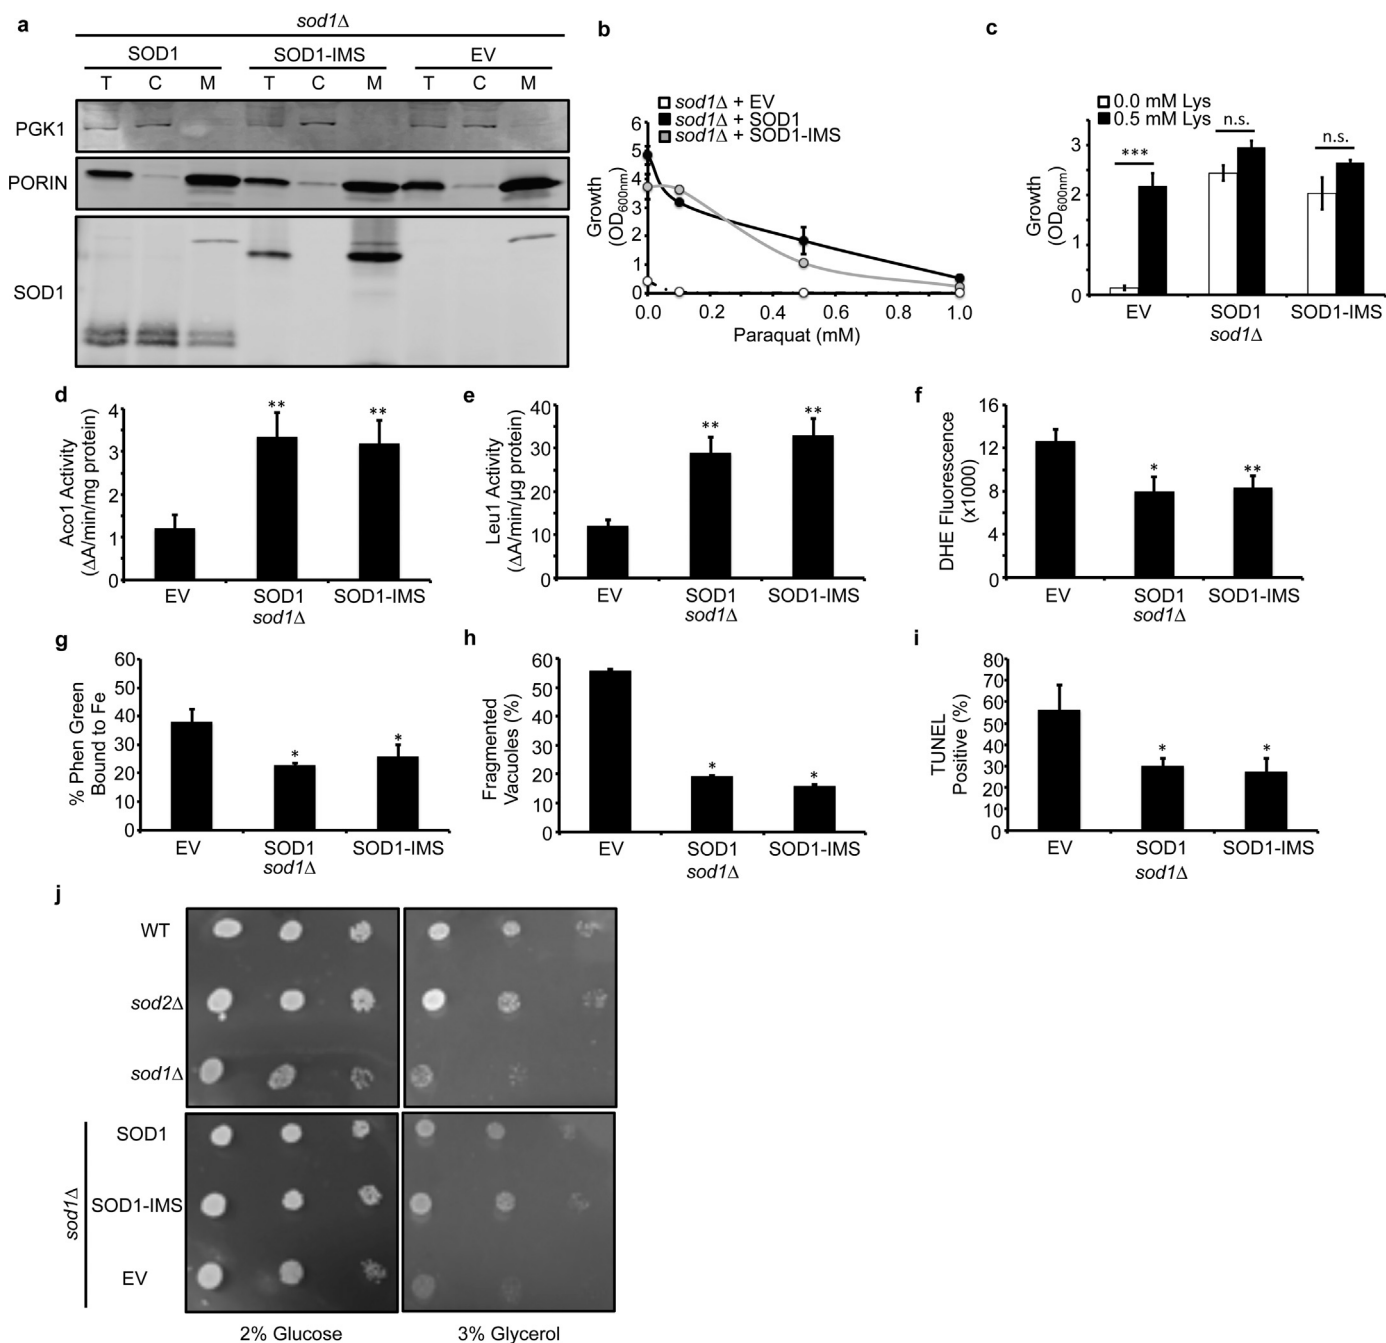 a
sod1Δ
SOD1 SOD1-IMS EV
T C M T C M T C M
PGK1
PORIN
SOD1
b
sod1Δ + EV
sod1Δ + SOD1
sod1Δ + SOD1-IMS
Growth
(OD600nm)
6
5
4
3
2
1
0
0.0 0.2 0.4 0.6 0.8 1.0
Paraquat (mM)
c
0.0 mM Lys
0.5 mM Lys
Growth
(OD600nm)
3
2
1
0
*** n.s. n.s.
EV SOD1 SOD1-IMS
sod1Δ
d
Aco1 Activity
(ΔA/min/mg protein)
4
3
2
1
0
** **
EV SOD1 SOD1-IMS
sod1Δ
e
Leu1 Activity
(ΔA/min/µg protein)
40
30
20
10
0
** **
EV SOD1 SOD1-IMS
sod1Δ
f
DHE Fluorescence
(x1000)
16
12
8
4
0
* **
EV SOD1 SOD1-IMS
sod1Δ
g
% Phen Green
Bound to Fe
60
50
40
30
20
10
0
* *
EV SOD1 SOD1-IMS
sod1Δ
h
Fragmented
Vacuoles (%)
60
50
40
30
20
10
0
* *
EV SOD1 SOD1-IMS
sod1Δ
i
TUNEL
Positive (%)
80
70
60
50
40
30
20
10
0
* *
EV SOD1 SOD1-IMS
sod1Δ
j
WT
sod2Δ
sod1Δ
sod1Δ
SOD1
SOD1-IMS
EV
2% Glucose 3% Glycerol